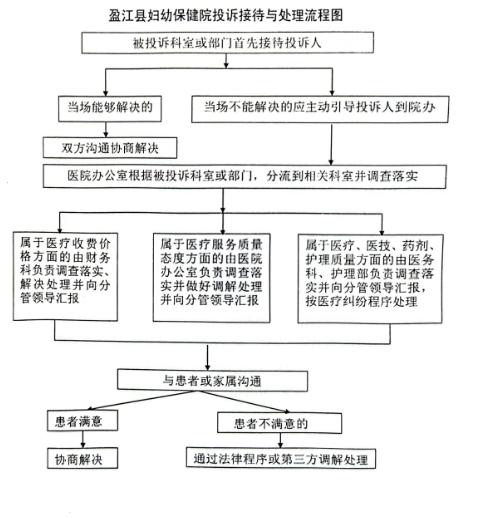 盈江县妇幼保健院投诉接待与处理流程图
被投诉科室或部门首先接待投诉人
当场能够解决的
当场不能解决的应主动引导投诉人到院办
双方沟通协商解决
医院办公室根据被投诉科室或部门，分流到相关科室并调查落实
属于医疗收费价
格方面的由财务
科负责调查落实、
解决处理并向分
管领导汇报
属于医疗服务质量
态度方面的由医院
办公室负责调查落
实并做好调解处理
并向分管领导汇报
属于医疗、医技、药剂、
护理质量方面的由医务
科、护理部负责调查落
实并向分管领导汇报，
按医疗纠纷程序处理
与患者或家属沟通
患者满意
患者不满意的
协商解决
通过法律程序或第三方调解处理